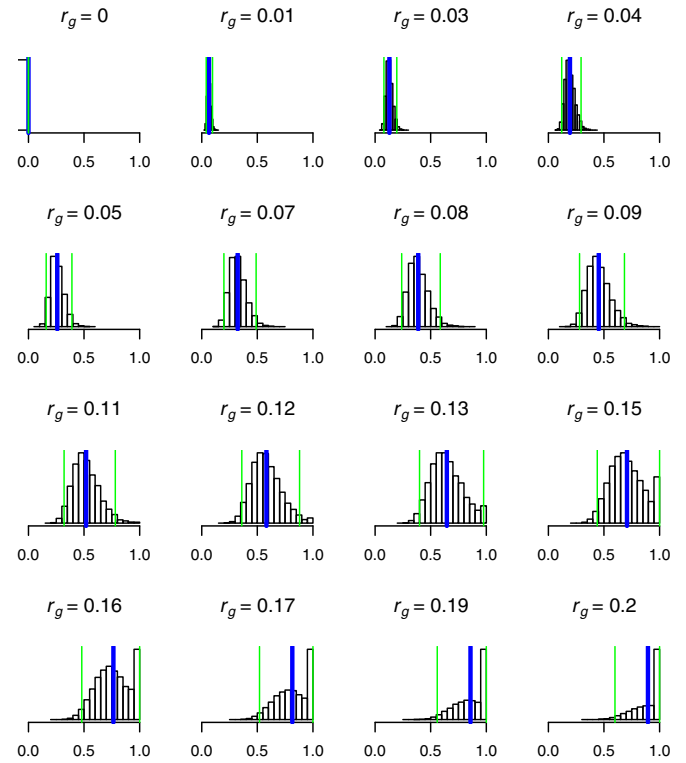 r_g = 0 r_g = 0.01 r_g = 0.03 r_g = 0.04
0.0 0.5 1.0 0.0 0.5 1.0 0.0 0.5 1.0 0.0 0.5 1.0
r_g = 0.05 r_g = 0.07 r_g = 0.08 r_g = 0.09
0.0 0.5 1.0 0.0 0.5 1.0 0.0 0.5 1.0 0.0 0.5 1.0
r_g = 0.11 r_g = 0.12 r_g = 0.13 r_g = 0.15
0.0 0.5 1.0 0.0 0.5 1.0 0.0 0.5 1.0 0.0 0.5 1.0
r_g = 0.16 r_g = 0.17 r_g = 0.19 r_g = 0.2
0.0 0.5 1.0 0.0 0.5 1.0 0.0 0.5 1.0 0.0 0.5 1.0